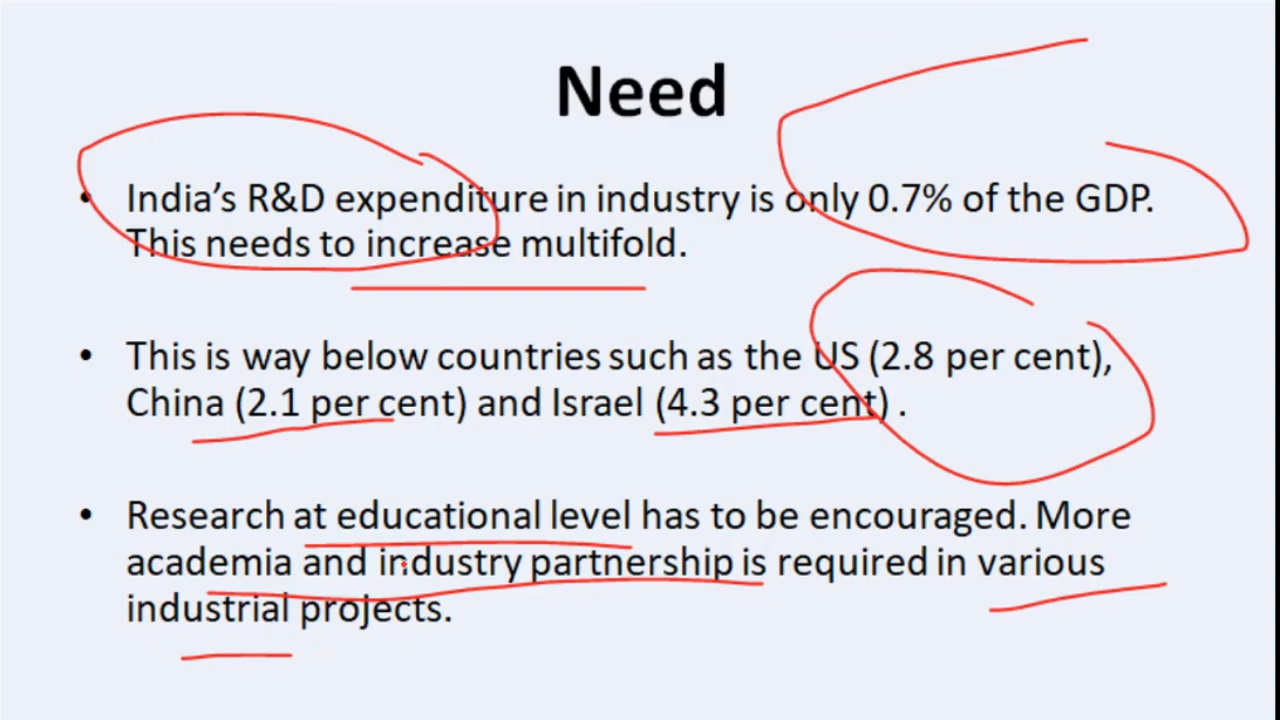 Need
• India’s R&D expenditure in industry is only 0.7% of the GDP.
This needs to increase multifold.
• This is way below countries such as the US (2.8 per cent),
China (2.1 per cent) and Israel (4.3 per cent) .
• Research at educational level has to be encouraged. More
academia and industry partnership is required in various
industrial projects.